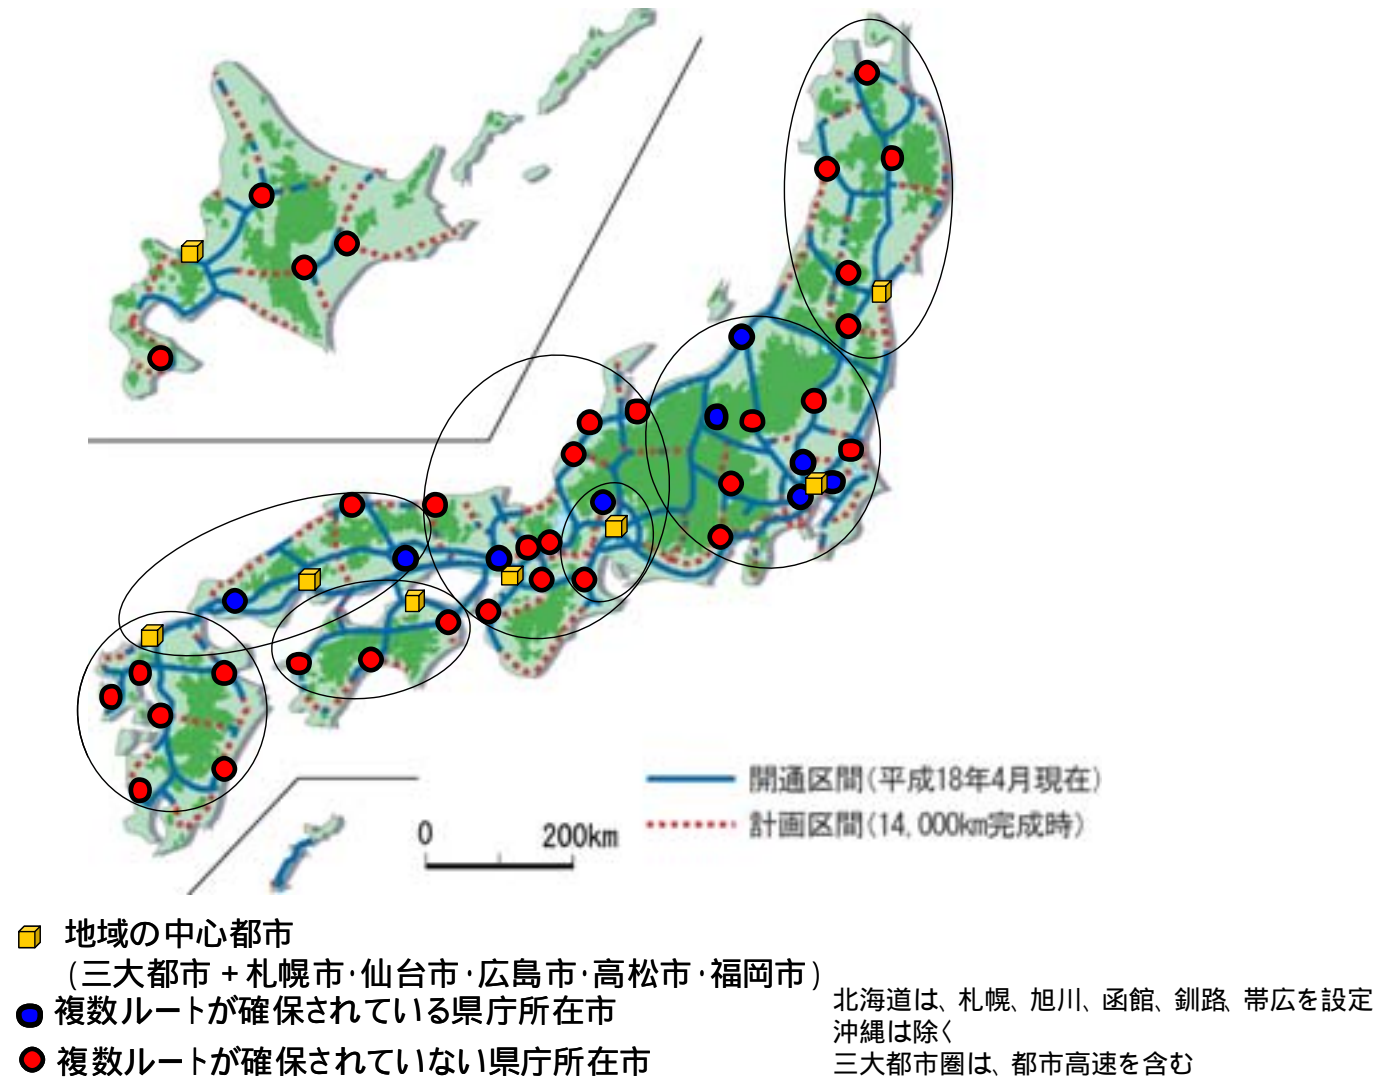 開通区間(平成18年4月現在)
計画区間(14,000km完成時)
0 200km
地域の中心都市
(三大都市+札幌市・仙台市・広島市・高松市・福岡市)
複数ルートが確保されている県庁所在市
複数ルートが確保されていない県庁所在市
北海道は、札幌、旭川、函館、釧路、帯広を設定
沖縄は除く
三大都市圏は、都市高速を含む